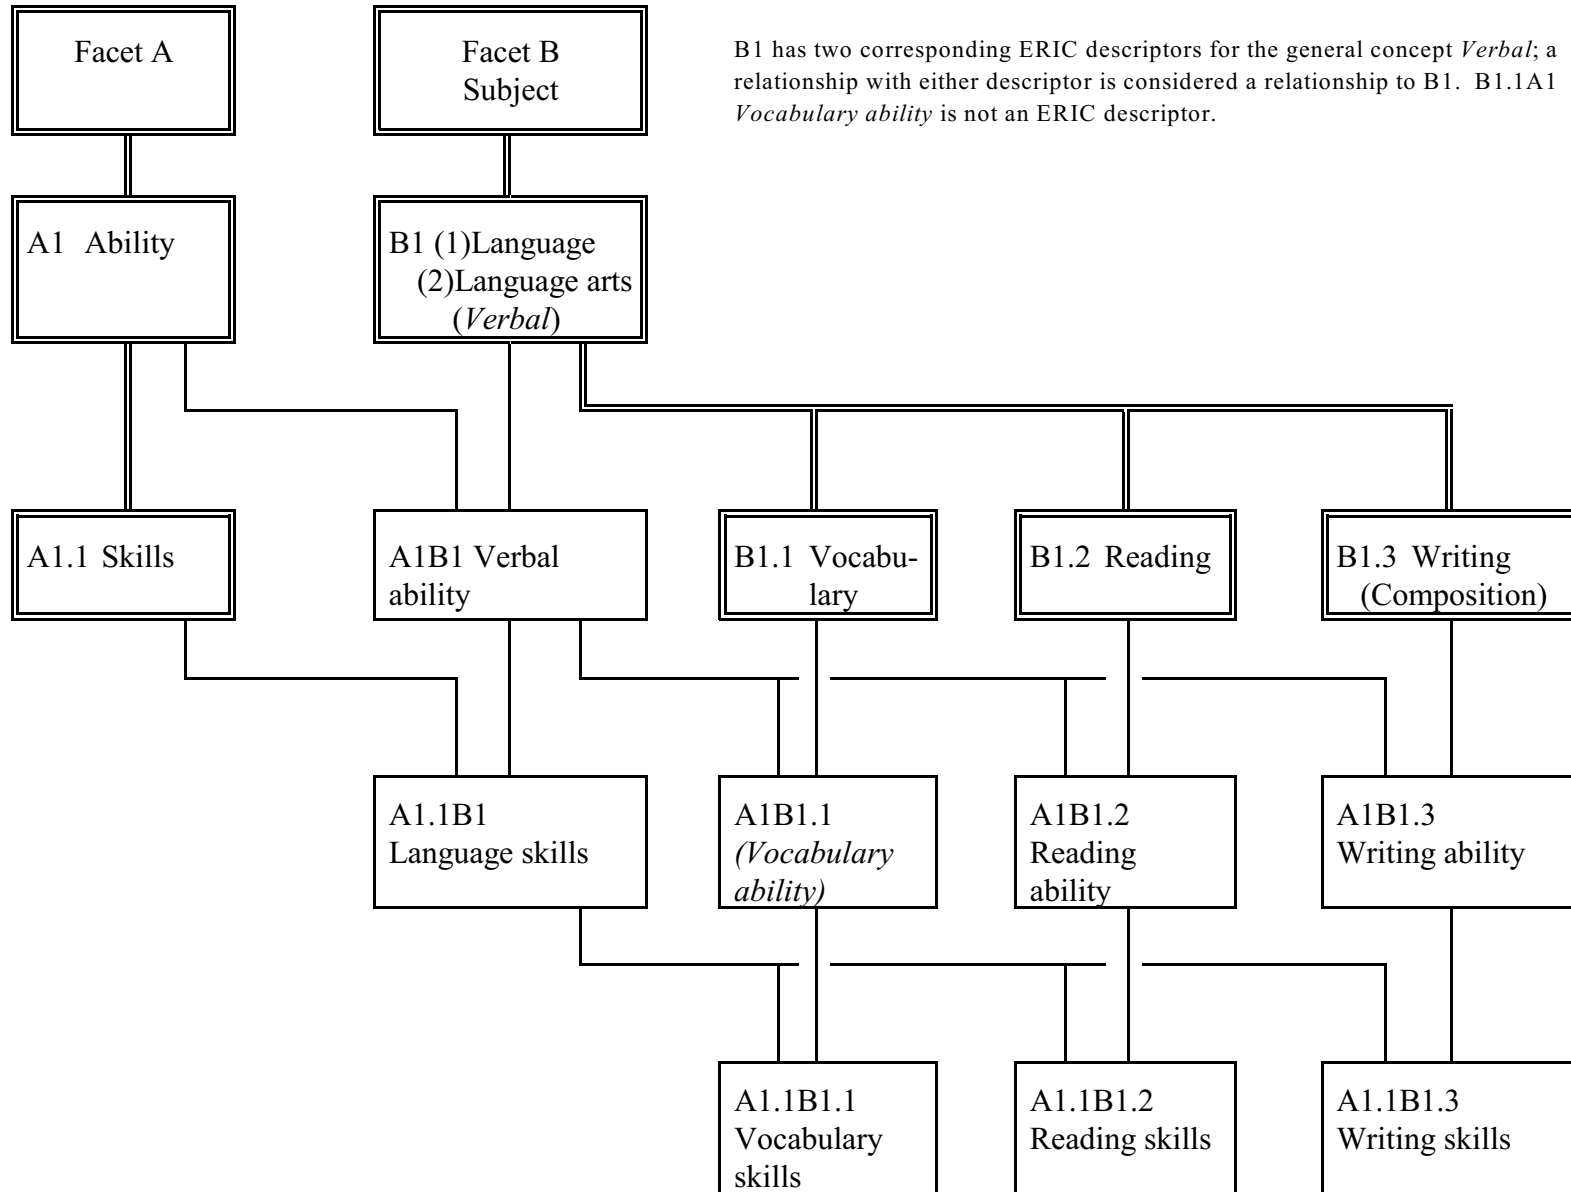 Facet A
Facet B
Subject
B1 has two corresponding ERIC descriptors for the general concept Verbal; a
relationship with either descriptor is considered a relationship to B1. B1.1A1
Vocabulary ability is not an ERIC descriptor.
A1 Ability
B1 (1)Language
(2)Language arts
(Verbal)
A1.1 Skills
A1B1 Verbal
ability
B1.1 Vocabu-
lary
B1.2 Reading
B1.3 Writing
(Composition)
A1.1B1
Language skills
A1B1.1
(Vocabulary
ability)
A1B1.2
Reading
ability
A1B1.3
Writing ability
A1.1B1.1
Vocabulary
skills
A1.1B1.2
Reading skills
A1.1B1.3
Writing skills